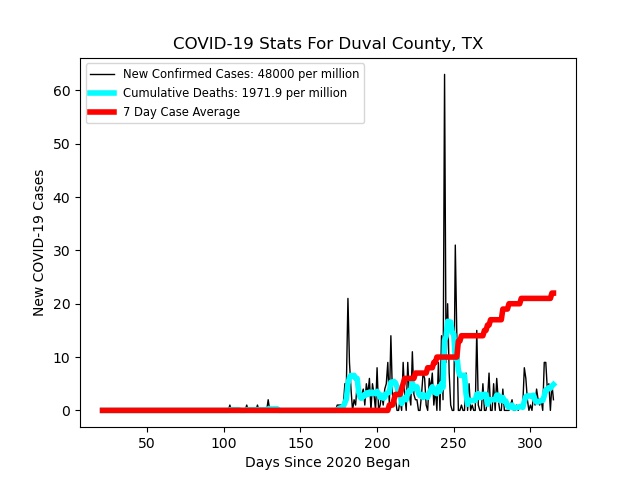 COVID-19 Stats For Duval County, TX
New Confirmed Cases: 48000 per million
Cumulative Deaths: 1971.9 per million
7 Day Case Average
60
50
40
30
20
10
0
New COVID-19 Cases
50 100 150 200 250 300
Days Since 2020 Began